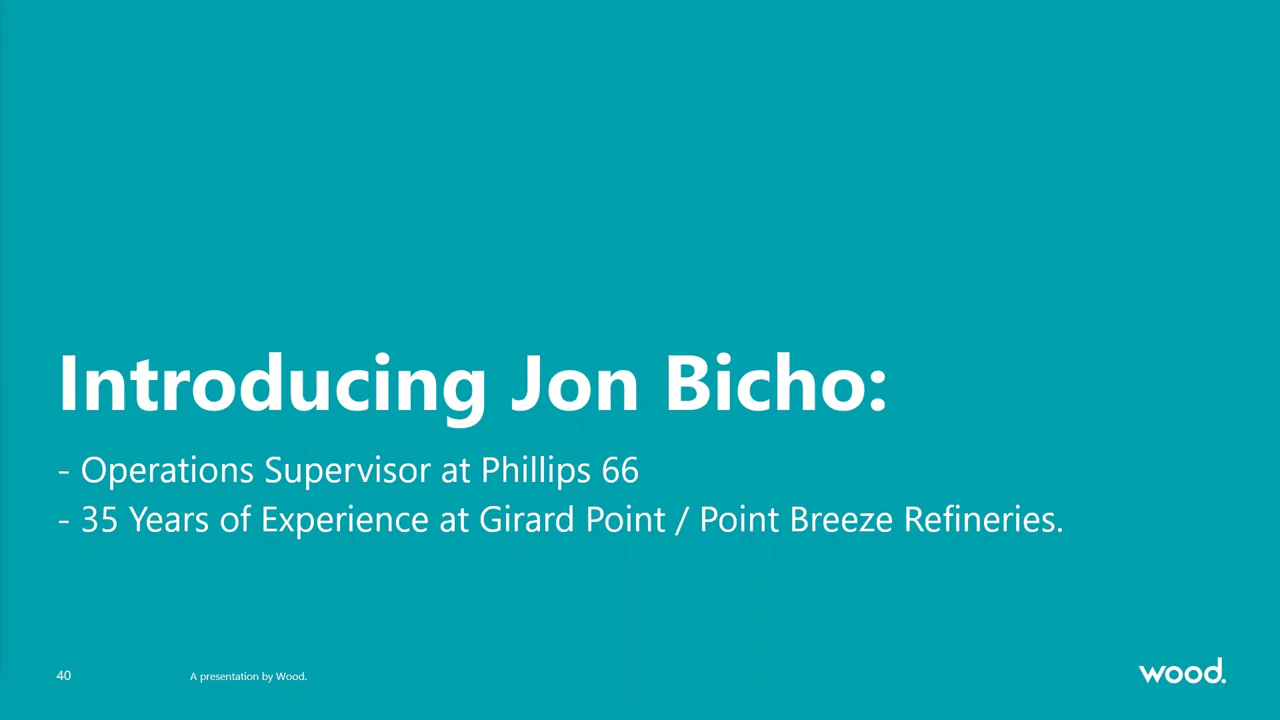 Introducing Jon Bicho:
- Operations Supervisor at Phillips 66
- 35 Years of Experience at Girard Point / Point Breeze Refineries.
40
A presentation by Wood.
wood.